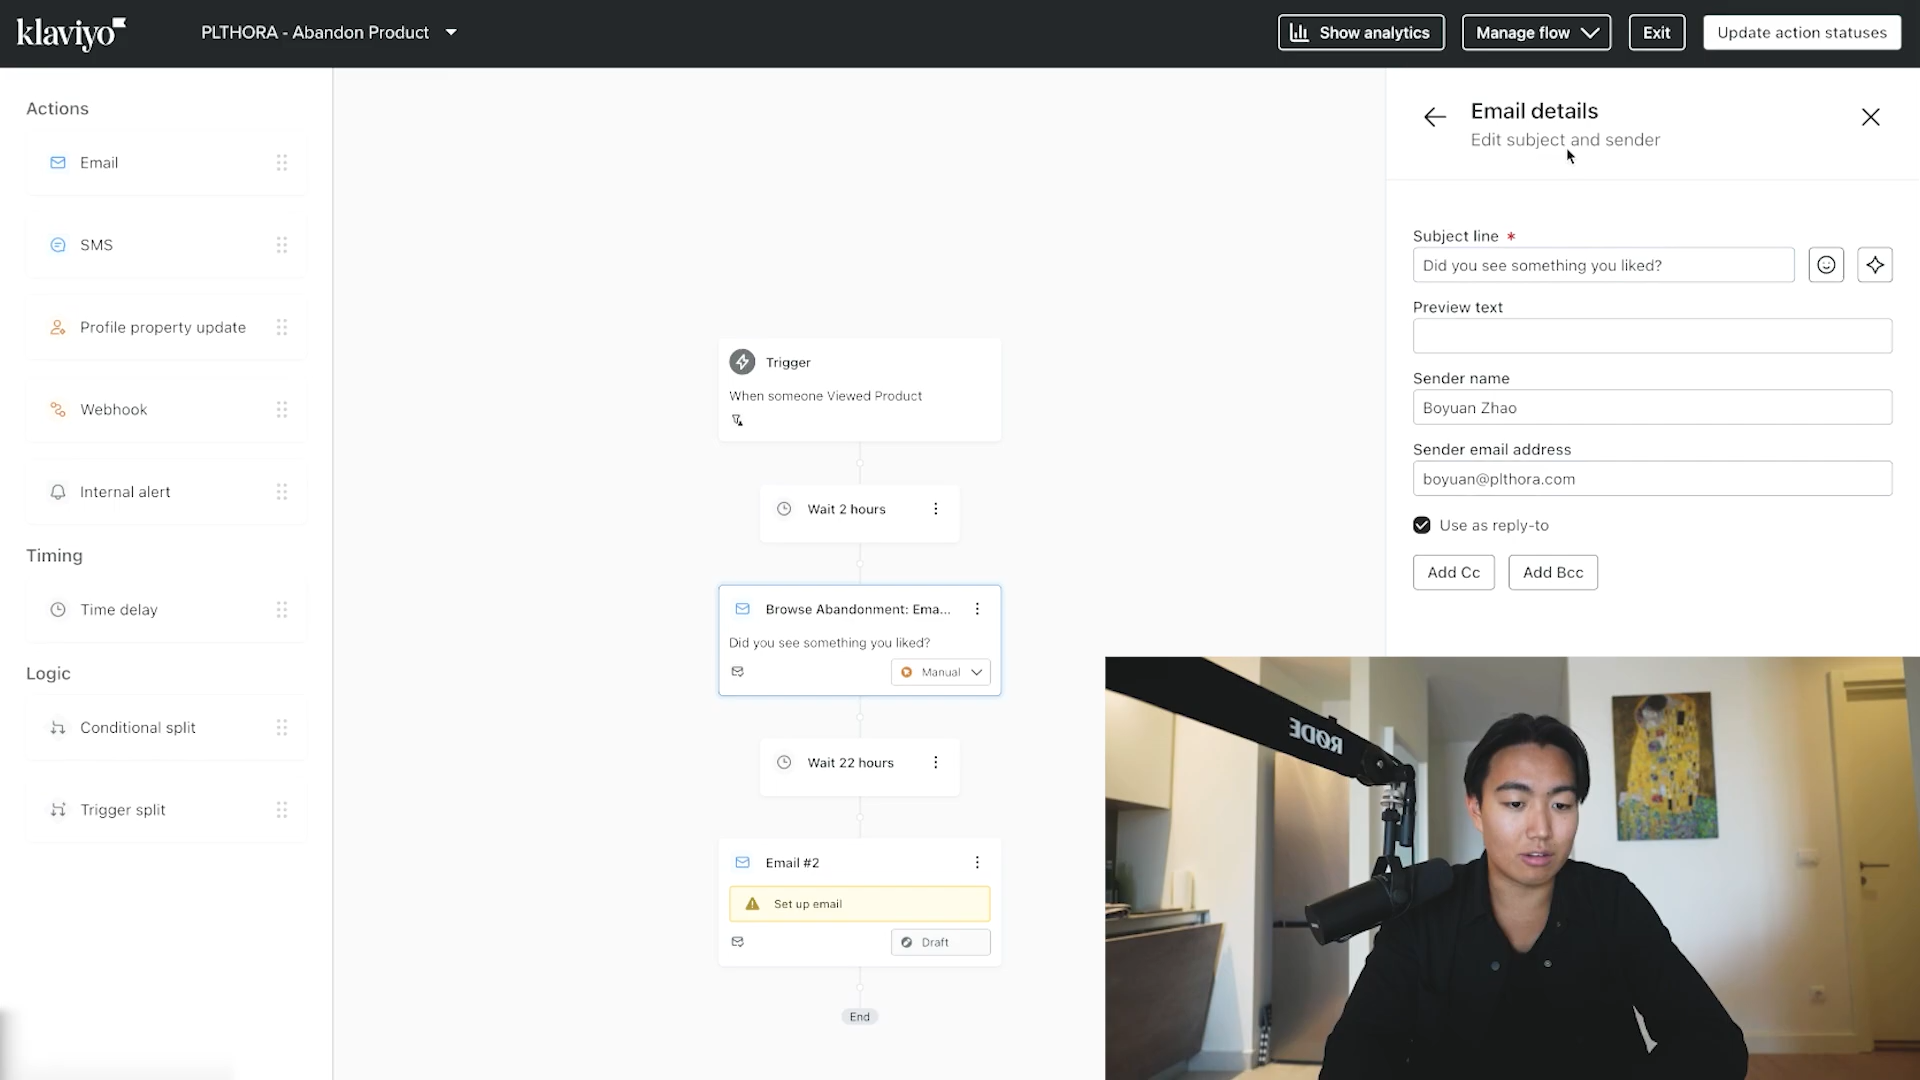 klaviyo
PLTHORA - Abandon Product
Show analytics
Manage flow
Exit
Update action statuses
Actions
Email
SMS
Profile property update
Webhook
Internal alert
Timing
Time delay
Logic
Conditional split
Trigger split
Trigger
When someone Viewed Product
Wait 2 hours
Browse Abandonment: Ema...
Did you see something you liked?
Manual
Wait 22 hours
Email #2
Set up email
Draft
End
Email details
Edit subject and sender
Subject line *
Did you see something you liked?
Preview text
Sender name
Boyuan Zhao
Sender email address
boyuan@plthora.com
Use as reply-to
Add Cc
Add Bcc
RØDE